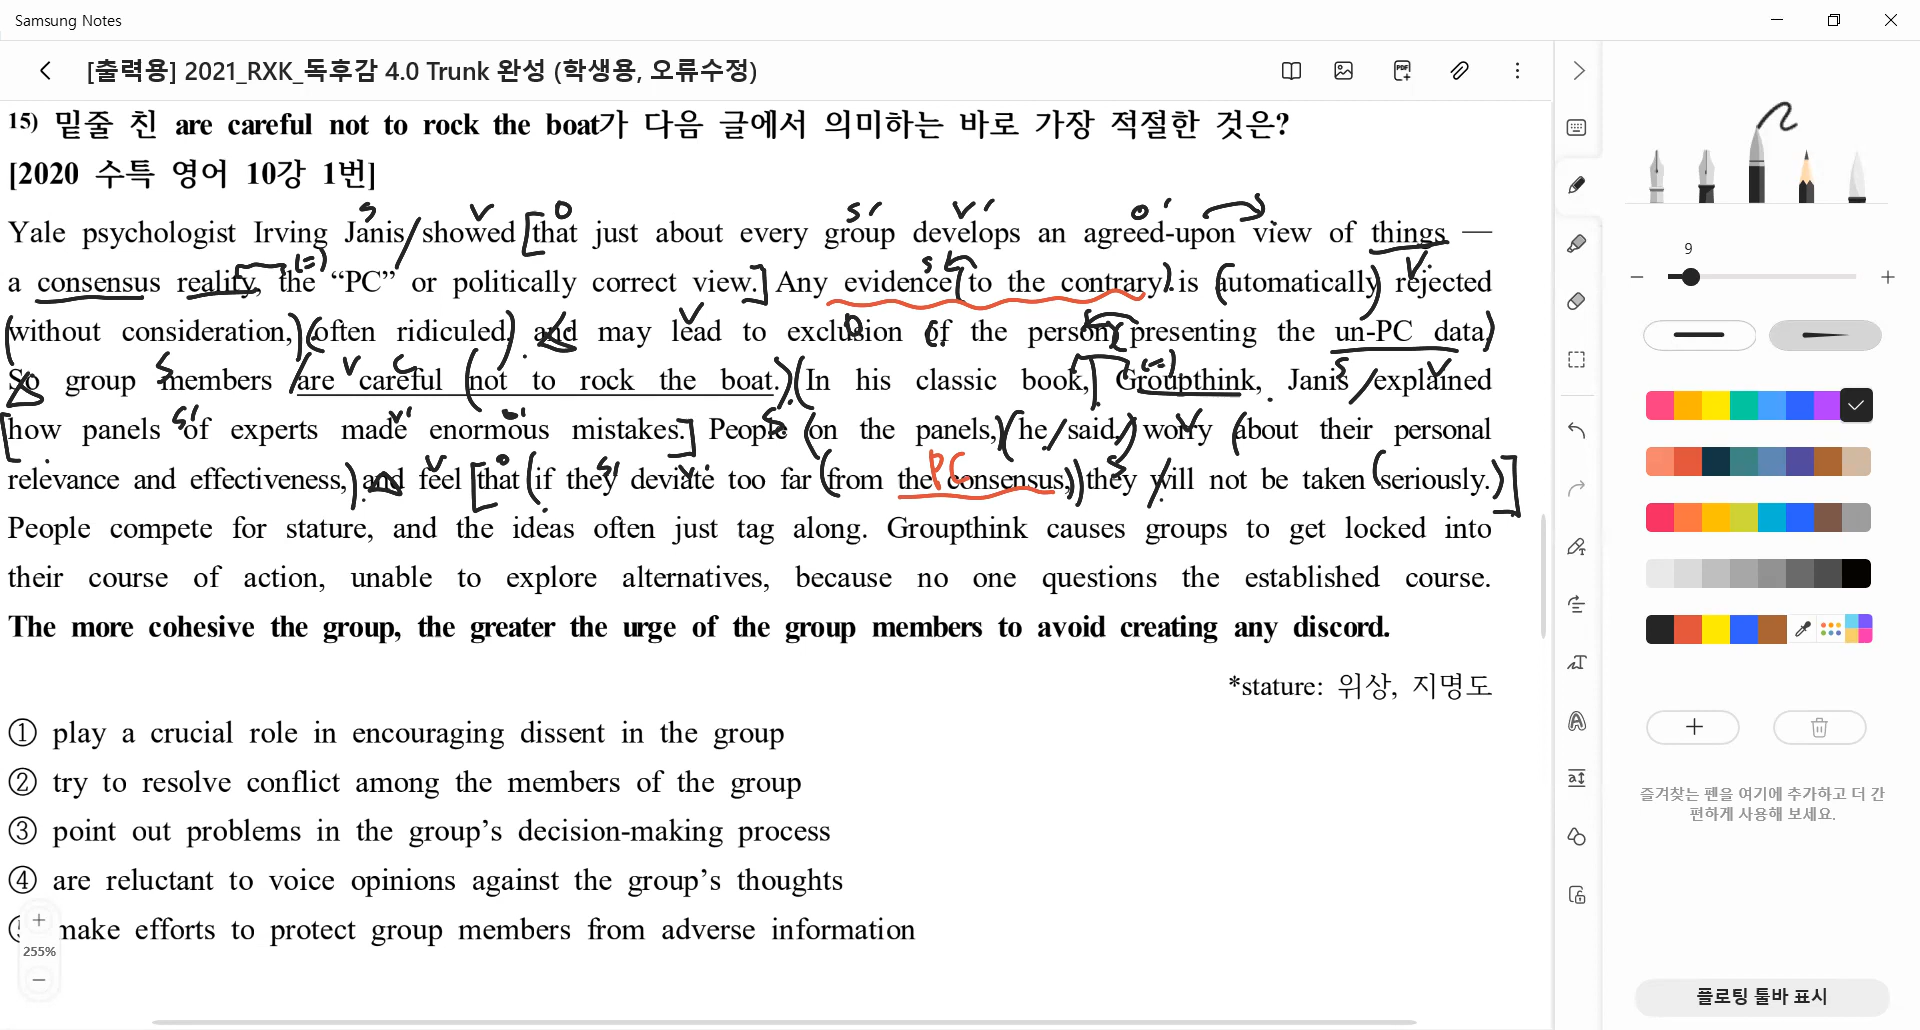 Samsung Notes
[출력용] 2021_RXK_독후감 4.0 Trunk 완성 (학생용, 오류수정)
15) 밑줄 친 are careful not to rock the boat가 다음 글에서 의미하는 바로 가장 적절한 것은?
[2020 수특 영어 10강 1번]
s v o s′ v′ o′
Yale psychologist Irving Janis showed that just about every group develops an agreed-upon view of things —
(=) s v
a consensus reality, the “PC” or politically correct view. Any evidence to the contrary is automatically rejected
v o
without consideration, often ridiculed, and may lead to exclusion of the person presenting the un-PC data.
s v c (=) s v
So group members are careful not to rock the boat. In his classic book, Groupthink, Janis explained
s′ v′ o′ s v
how panels of experts made enormous mistakes. People on the panels, he said, worry about their personal
v o s′ v′ PC s
relevance and effectiveness, and feel that if they deviate too far from the consensus, they will not be taken seriously.
People compete for stature, and the ideas often just tag along. Groupthink causes groups to get locked into
their course of action, unable to explore alternatives, because no one questions the established course.
The more cohesive the group, the greater the urge of the group members to avoid creating any discord.
*stature: 위상, 지명도
① play a crucial role in encouraging dissent in the group
② try to resolve conflict among the members of the group
③ point out problems in the group’s decision-making process
④ are reluctant to voice opinions against the group’s thoughts
⑤ make efforts to protect group members from adverse information
255%
9
즐겨찾는 펜을 여기에 추가하고 더 간
편하게 사용해 보세요.
플로팅 툴바 표시